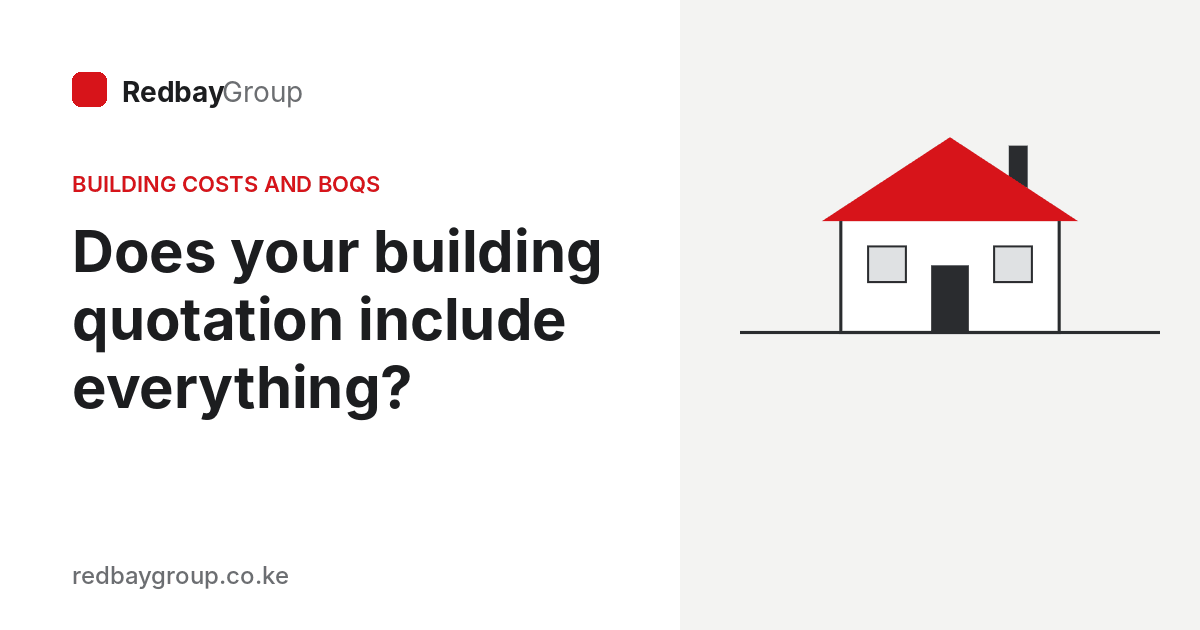 RedbayGroup
BUILDING COSTS AND BOQS
Does your building
quotation include
everything?
redbaygroup.co.ke